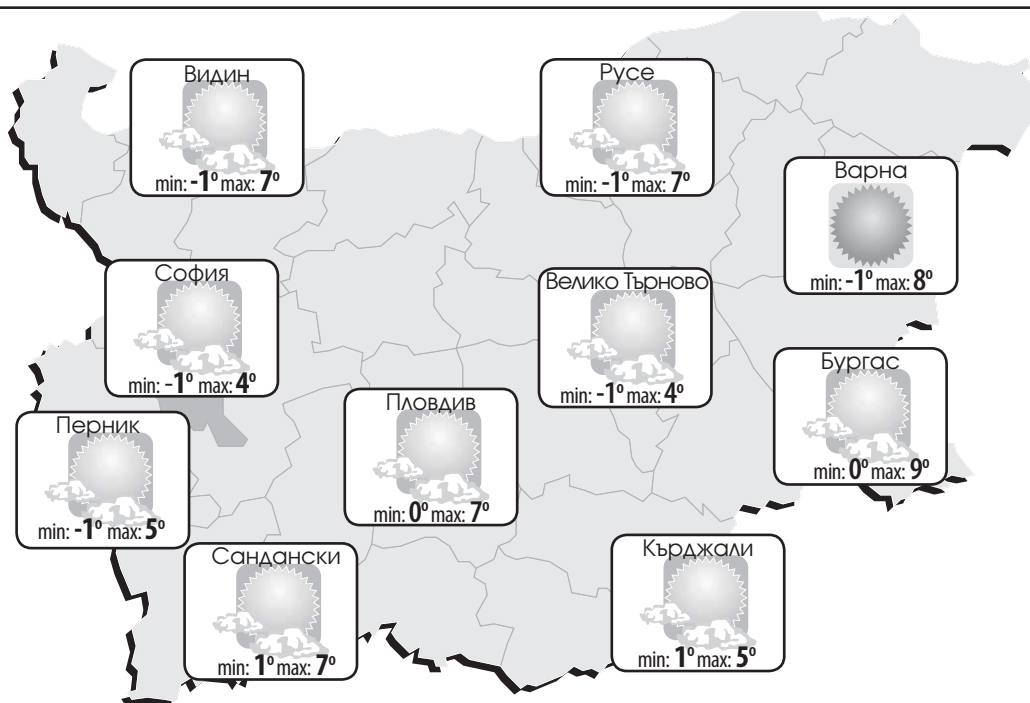 Видин
min: -1° max: 7°
Русе
min: -1° max: 7°
Варна
min: -1° max: 8°
София
min: -1° max: 4°
Велико Търново
min: -1° max: 4°
Бургас
min: 0° max: 9°
Пловдив
min: 0° max: 7°
Перник
min: -1° max: 5°
Сандански
min: 1° max: 7°
Кърджали
min: 1° max: 5°